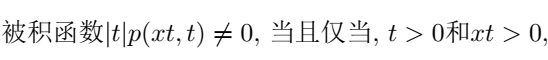 被积函数|t|p(xt, t) ≠ 0, 当且仅当, t > 0和xt > 0,